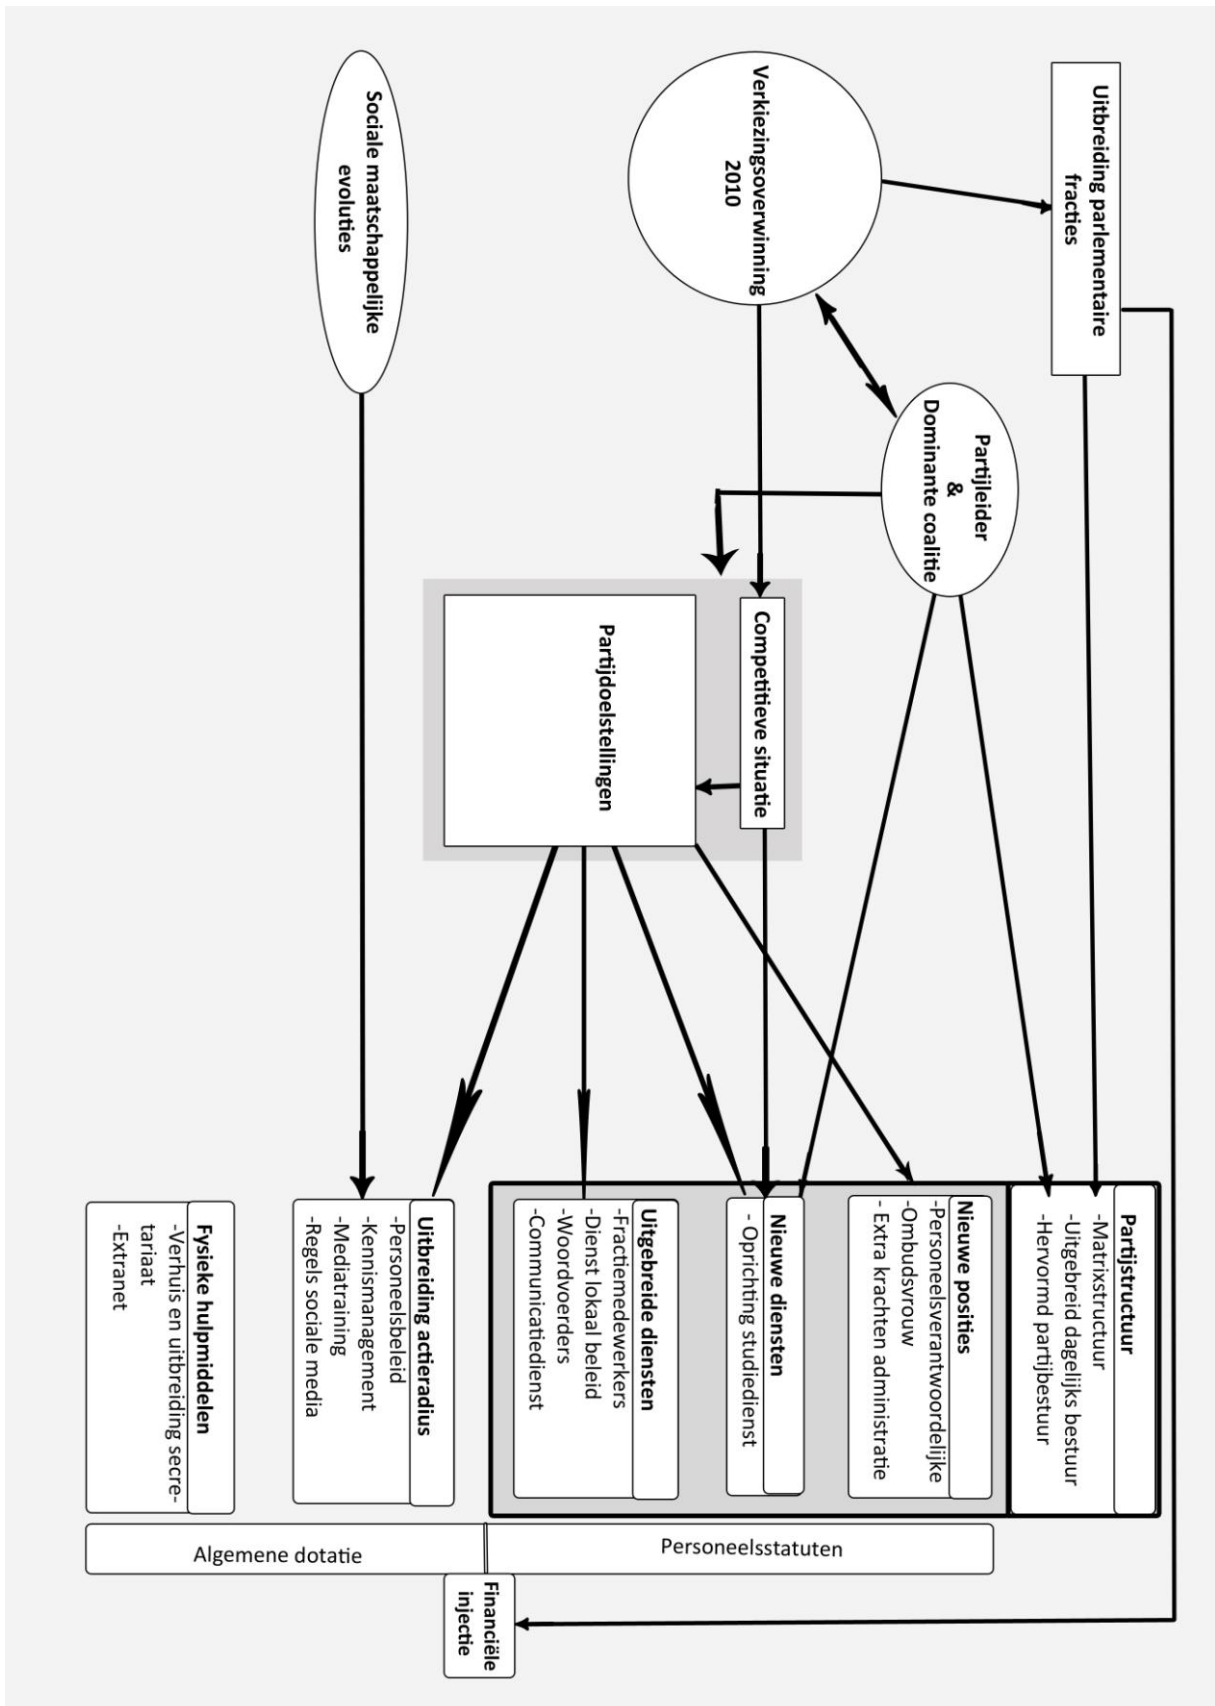 Uitbreiding parlementaire
fracties
Verkiezingsoverwinning
2010
Partijleider
&
Dominante coalitie
Sociale maatschappelijke
evoluties
Competitieve situatie
Partijdoelstellingen
Partijstructuur
-Matrixstructuur
-Uitgebreid dagelijks bestuur
-Hervormd partijbestuur
Nieuwe posities
-Personeelsverantwoordelijke
-Ombudsvrouw
- Extra krachten administratie
Nieuwe diensten
- Oprichting studiedienst
Uitgebreide diensten
-Fractiemedewerkers
-Dienst lokaal beleid
-Woordvoerders
-Communicatiedienst
Uitbreiding actieradius
-Personeelsbeleid
-Kennismanagement
-Mediatraining
-Regels sociale media
Fysieke hulpmiddelen
-Verhuis en uitbreiding secre-
tariaat
-Extranet
Personeelsstatuten
Algemene dotatie
Financiële
injectie